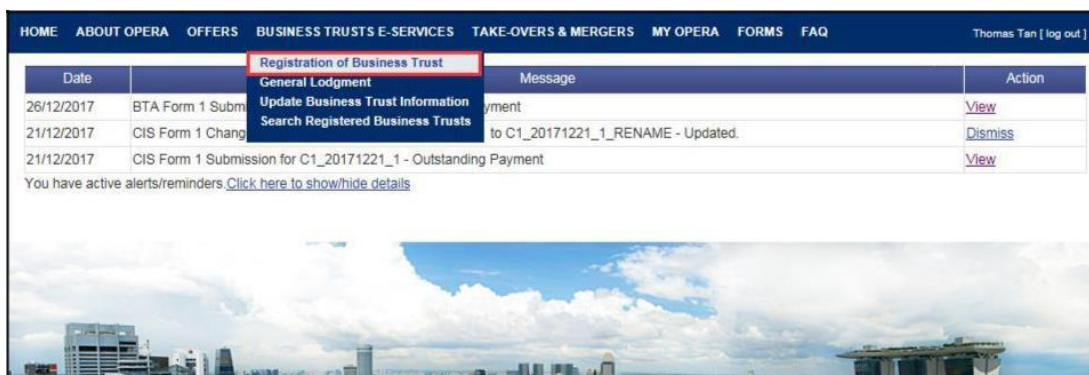 HOME ABOUT OPERA OFFERS BUSINESS TRUSTS E-SERVICES TAKE-OVERS & MERGERS MY OPERA FORMS FAQ Thomas Tan [ log out ]
Registration of Business Trust
General Lodgment
Update Business Trust Information
Search Registered Business Trusts
Date Message Action
26/12/2017 BTA Form 1 Subm yment View
21/12/2017 CIS Form 1 Chang to C1_20171221_1_RENAME - Updated. Dismiss
21/12/2017 CIS Form 1 Submission for C1_20171221_1 - Outstanding Payment View
You have active alerts/reminders.Click here to show/hide details